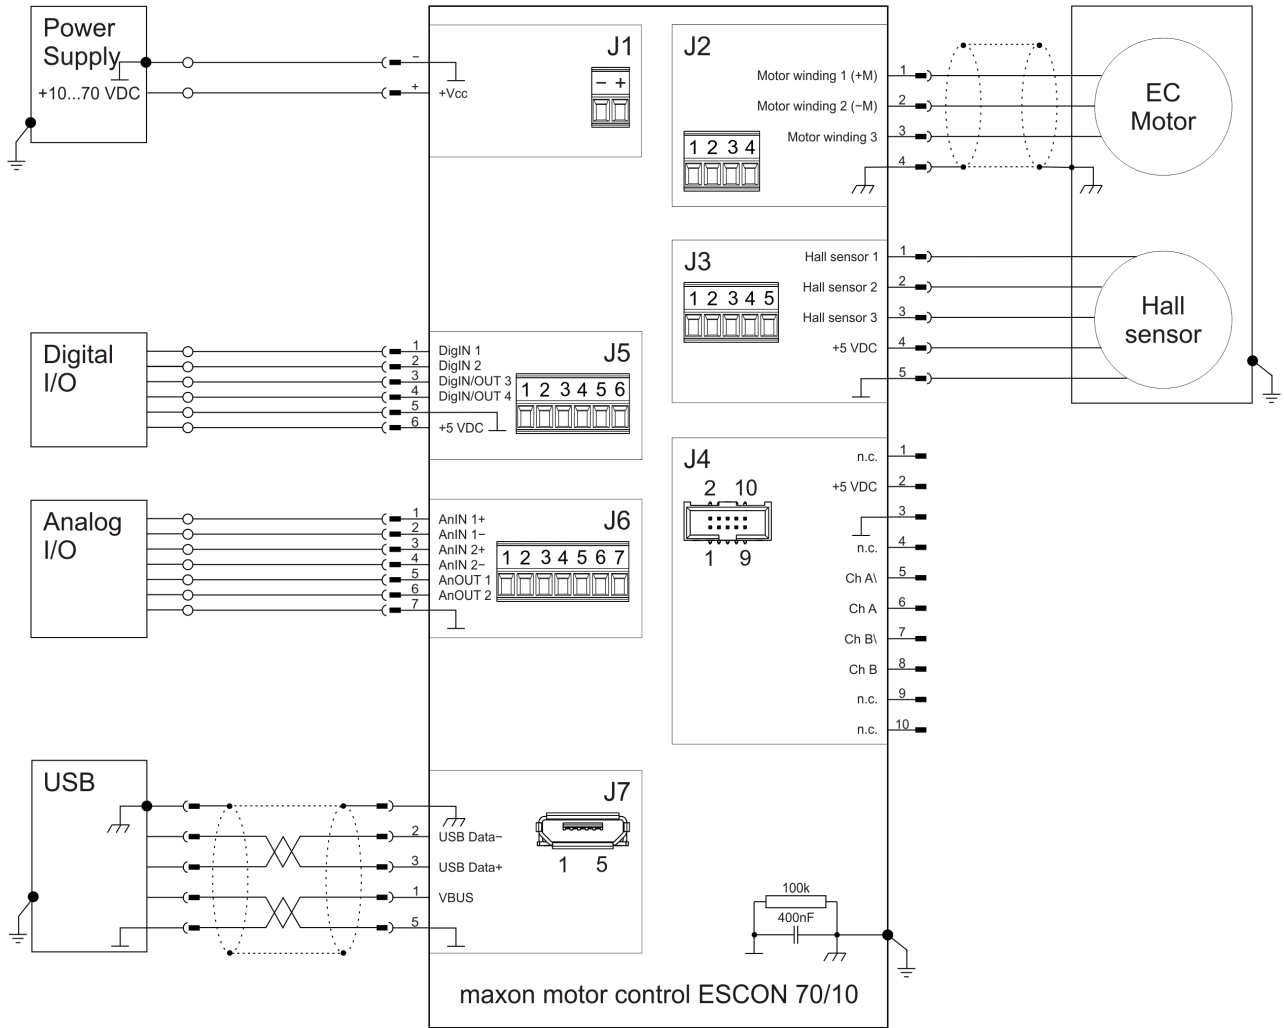 Power
Supply
+10...70 VDC
−
+
+Vcc
J1
− +
J2
Motor winding 1 (+M)
Motor winding 2 (−M)
Motor winding 3
1
2
3
4
1 2 3 4
EC
Motor
J3
Hall sensor 1
Hall sensor 2
Hall sensor 3
+5 VDC
1
2
3
4
5
1 2 3 4 5
Hall
sensor
Digital
I/O
1
2
3
4
5
6
DigIN 1
DigIN 2
DigIN/OUT 3
DigIN/OUT 4
+5 VDC
J5
1 2 3 4 5 6
J4
2 10
1 9
n.c.
+5 VDC
n.c.
Ch A\
Ch A
Ch B\
Ch B
n.c.
n.c.
1
2
3
4
5
6
7
8
9
10
Analog
I/O
1
2
3
4
5
6
7
AnIN 1+
AnIN 1−
AnIN 2+
AnIN 2−
AnOUT 1
AnOUT 2
J6
1 2 3 4 5 6 7
USB
2
3
1
5
USB Data−
USB Data+
VBUS
J7
1 5
100k
400nF
maxon motor control ESCON 70/10